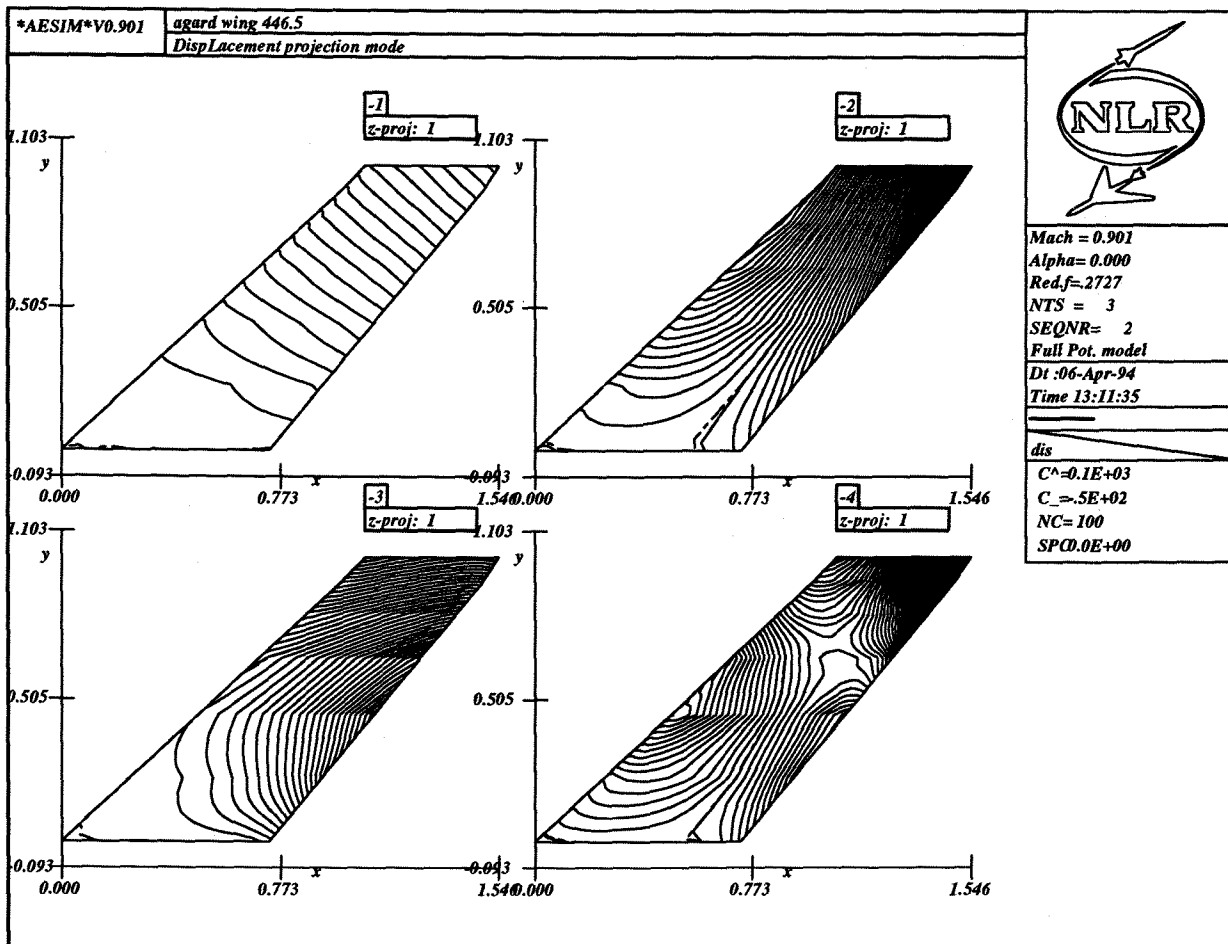 *AESIM*V0.901
agard wing 446.5
DispLacement projection mode
NLR
-1
z-proj: 1
1.103
y
0.505
-0.093
0.000
0.773
x
1.546
-2
z-proj: 1
1.103
y
0.505
-0.093
0.000
0.773
x
1.546
-3
z-proj: 1
1.103
y
0.505
-0.093
0.000
0.773
x
1.546
-4
z-proj: 1
1.103
y
0.505
-0.093
0.000
0.773
x
1.546
Mach = 0.901
Alpha= 0.000
Red.f=.2727
NTS = 3
SEQNR= 2
Full Pot. model
Dt :06-Apr-94
Time 13:11:35
dis
C^=0.1E+03
C_=-.5E+02
NC= 100
SPC0.0E+00